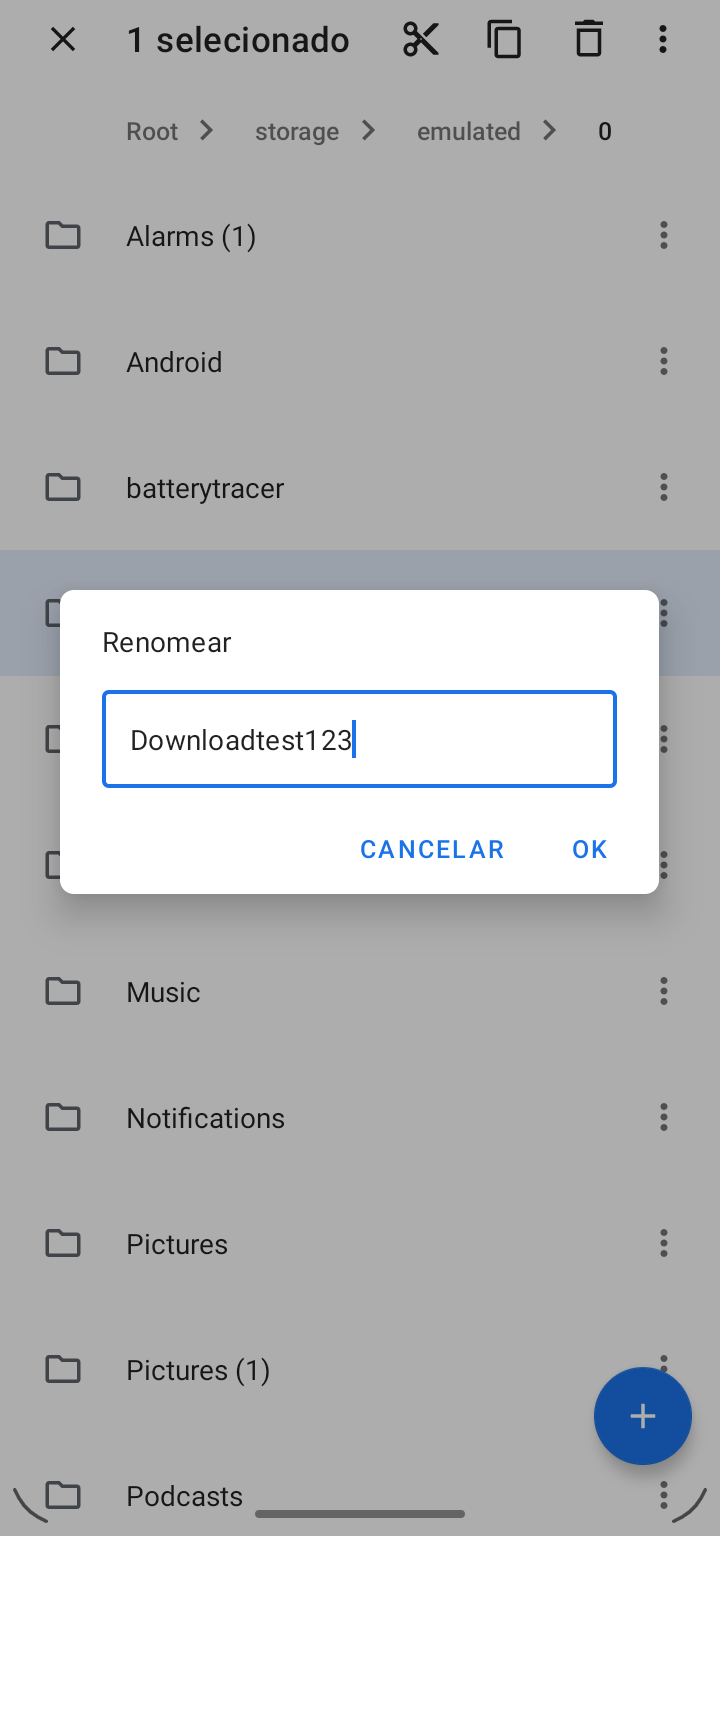 1 selecionado
Root storage emulated 0
Alarms (1)
Android
batterytracer
Renomear
Downloadtest123
CANCELAR OK
Music
Notifications
Pictures
Pictures (1)
Podcasts